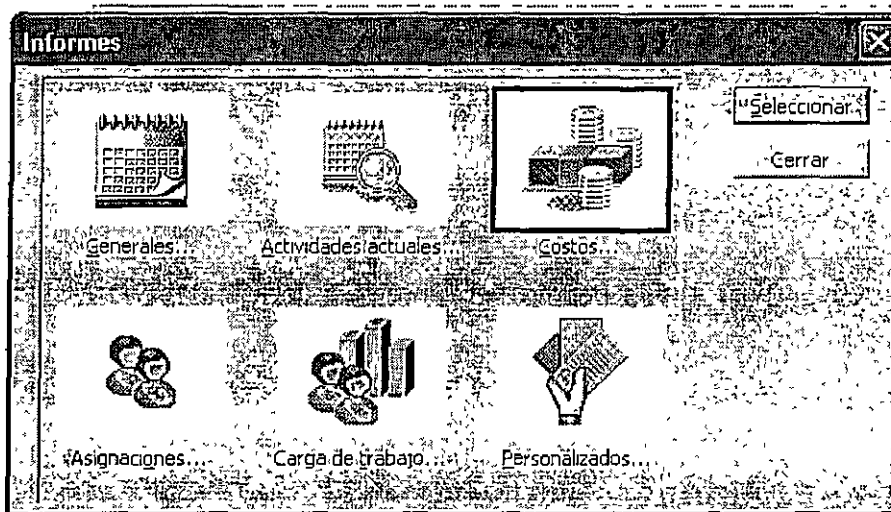 Informes
Seleccionar
Cerrar
Generales...
Actividades actuales
Costos...
Asignaciones...
Carga de trabajo...
Personalizados...